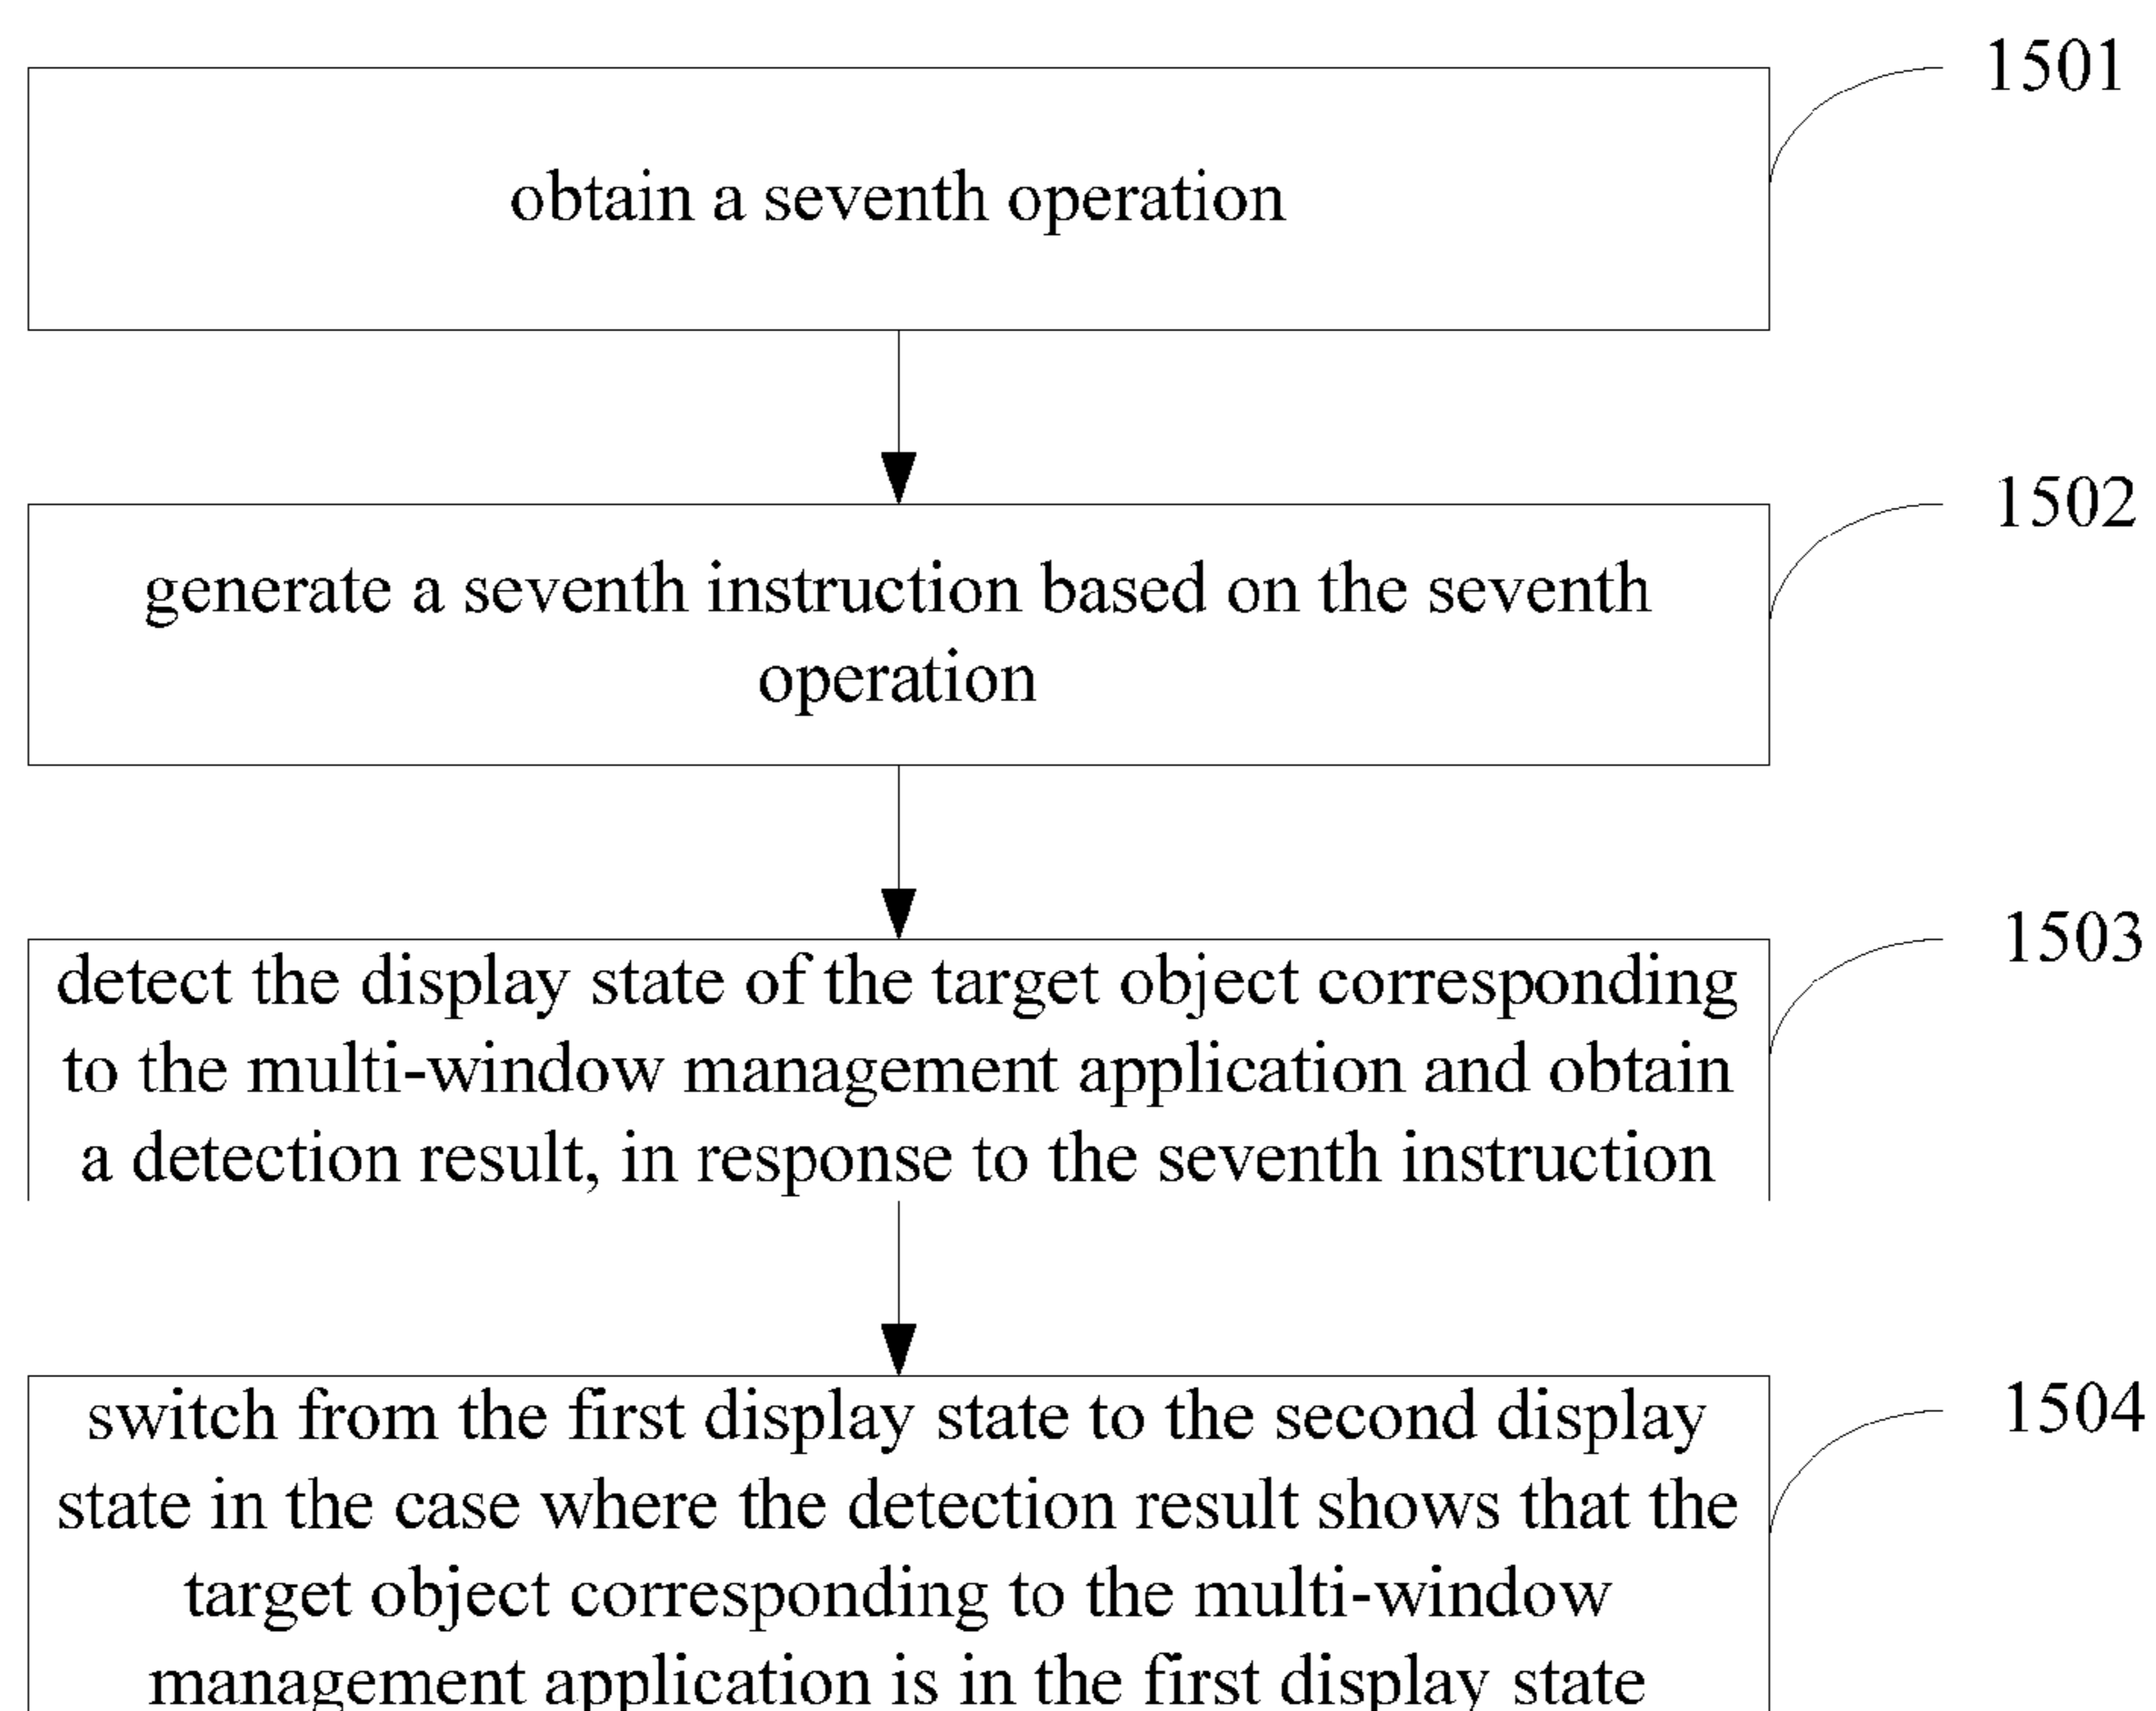 1501
obtain a seventh operation
1502
generate a seventh instruction based on the seventh
operation
1503
detect the display state of the target object corresponding
to the multi-window management application and obtain
a detection result, in response to the seventh instruction
1504
switch from the first display state to the second display
state in the case where the detection result shows that the
target object corresponding to the multi-window
management application is in the first display state